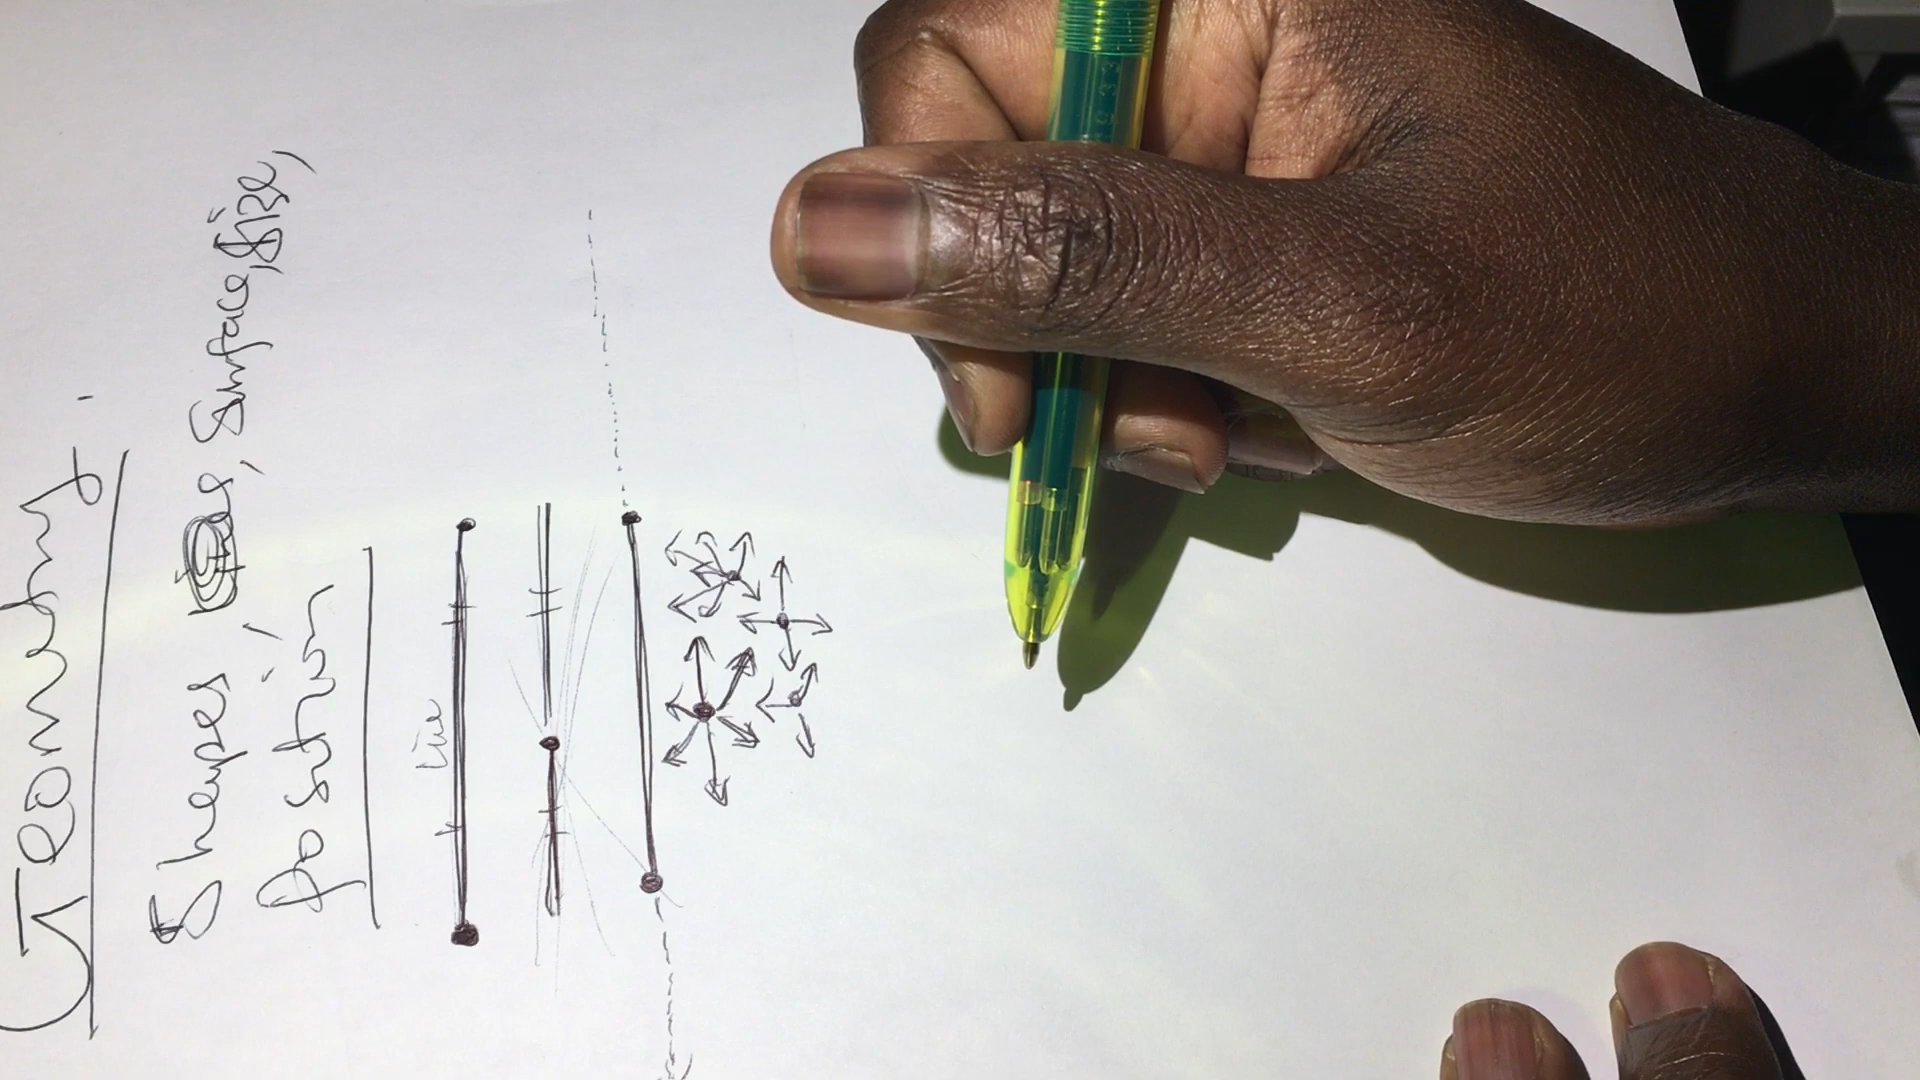 Geometry.
Shapes, Surface, Size,
Position
line